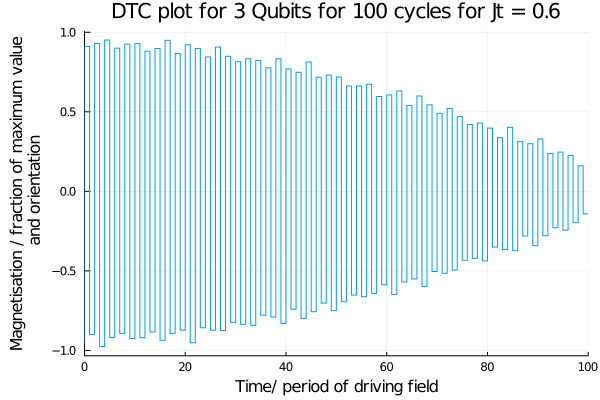 DTC plot for 3 Qubits for 100 cycles for Jt = 0.6
Magnetisation / fraction of maximum value
and orientation
1.0
0.5
0.0
−0.5
−1.0
0
20
40
60
80
100
Time/ period of driving field